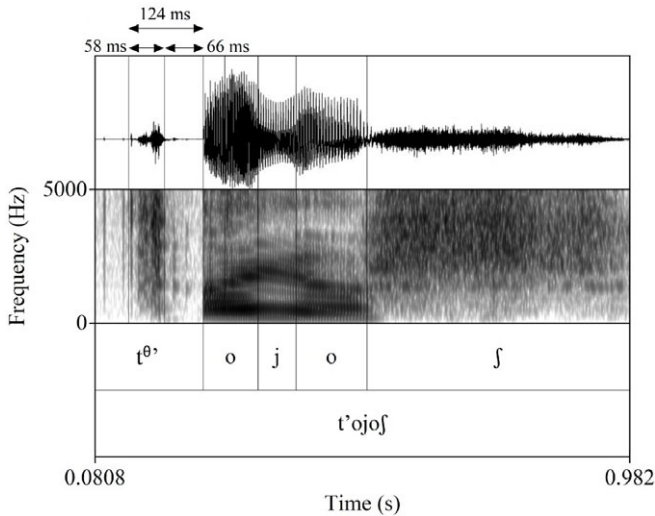 124 ms
58 ms 66 ms
5000
Frequency (Hz)
0
tᶿ’ o j o ʃ
t’ojoʃ
0.0808 0.982
Time (s)